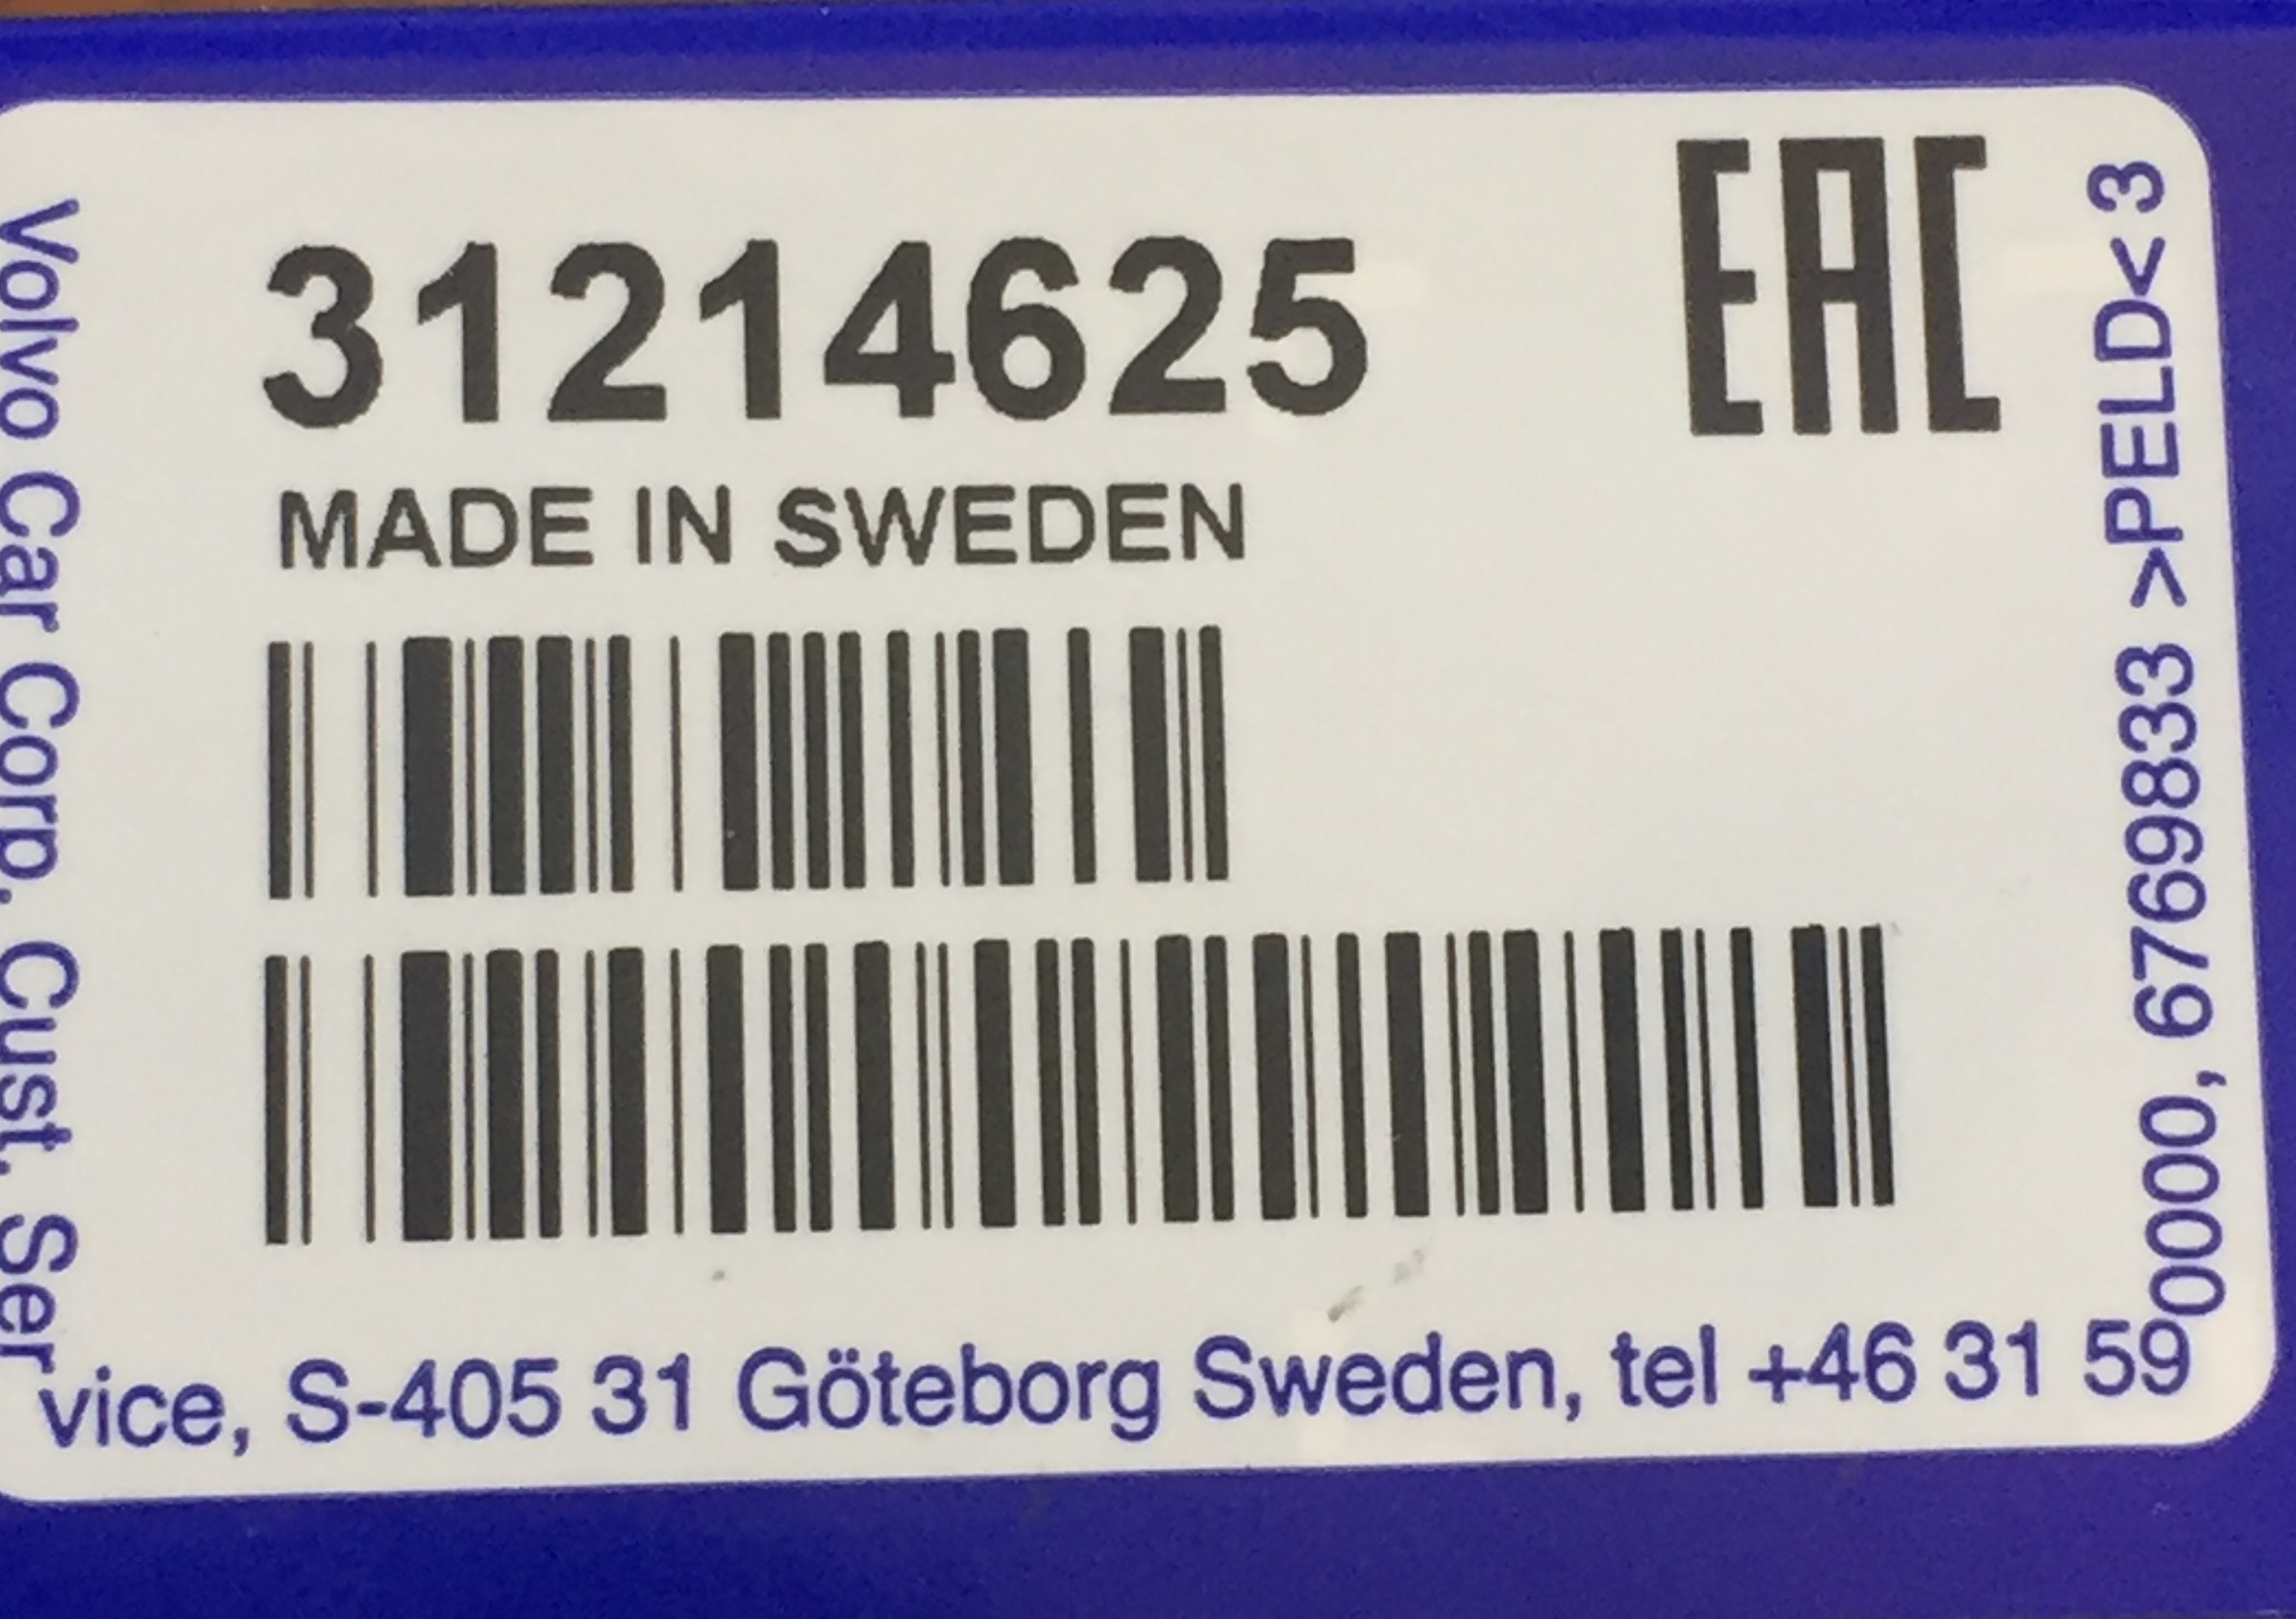 31214625
EAC
MADE IN SWEDEN
Volvo Car Corp. Cust. Ser
vice, S-405 31 Göteborg Sweden, tel +46 31 59
0000, 6769833 >PELD< 3